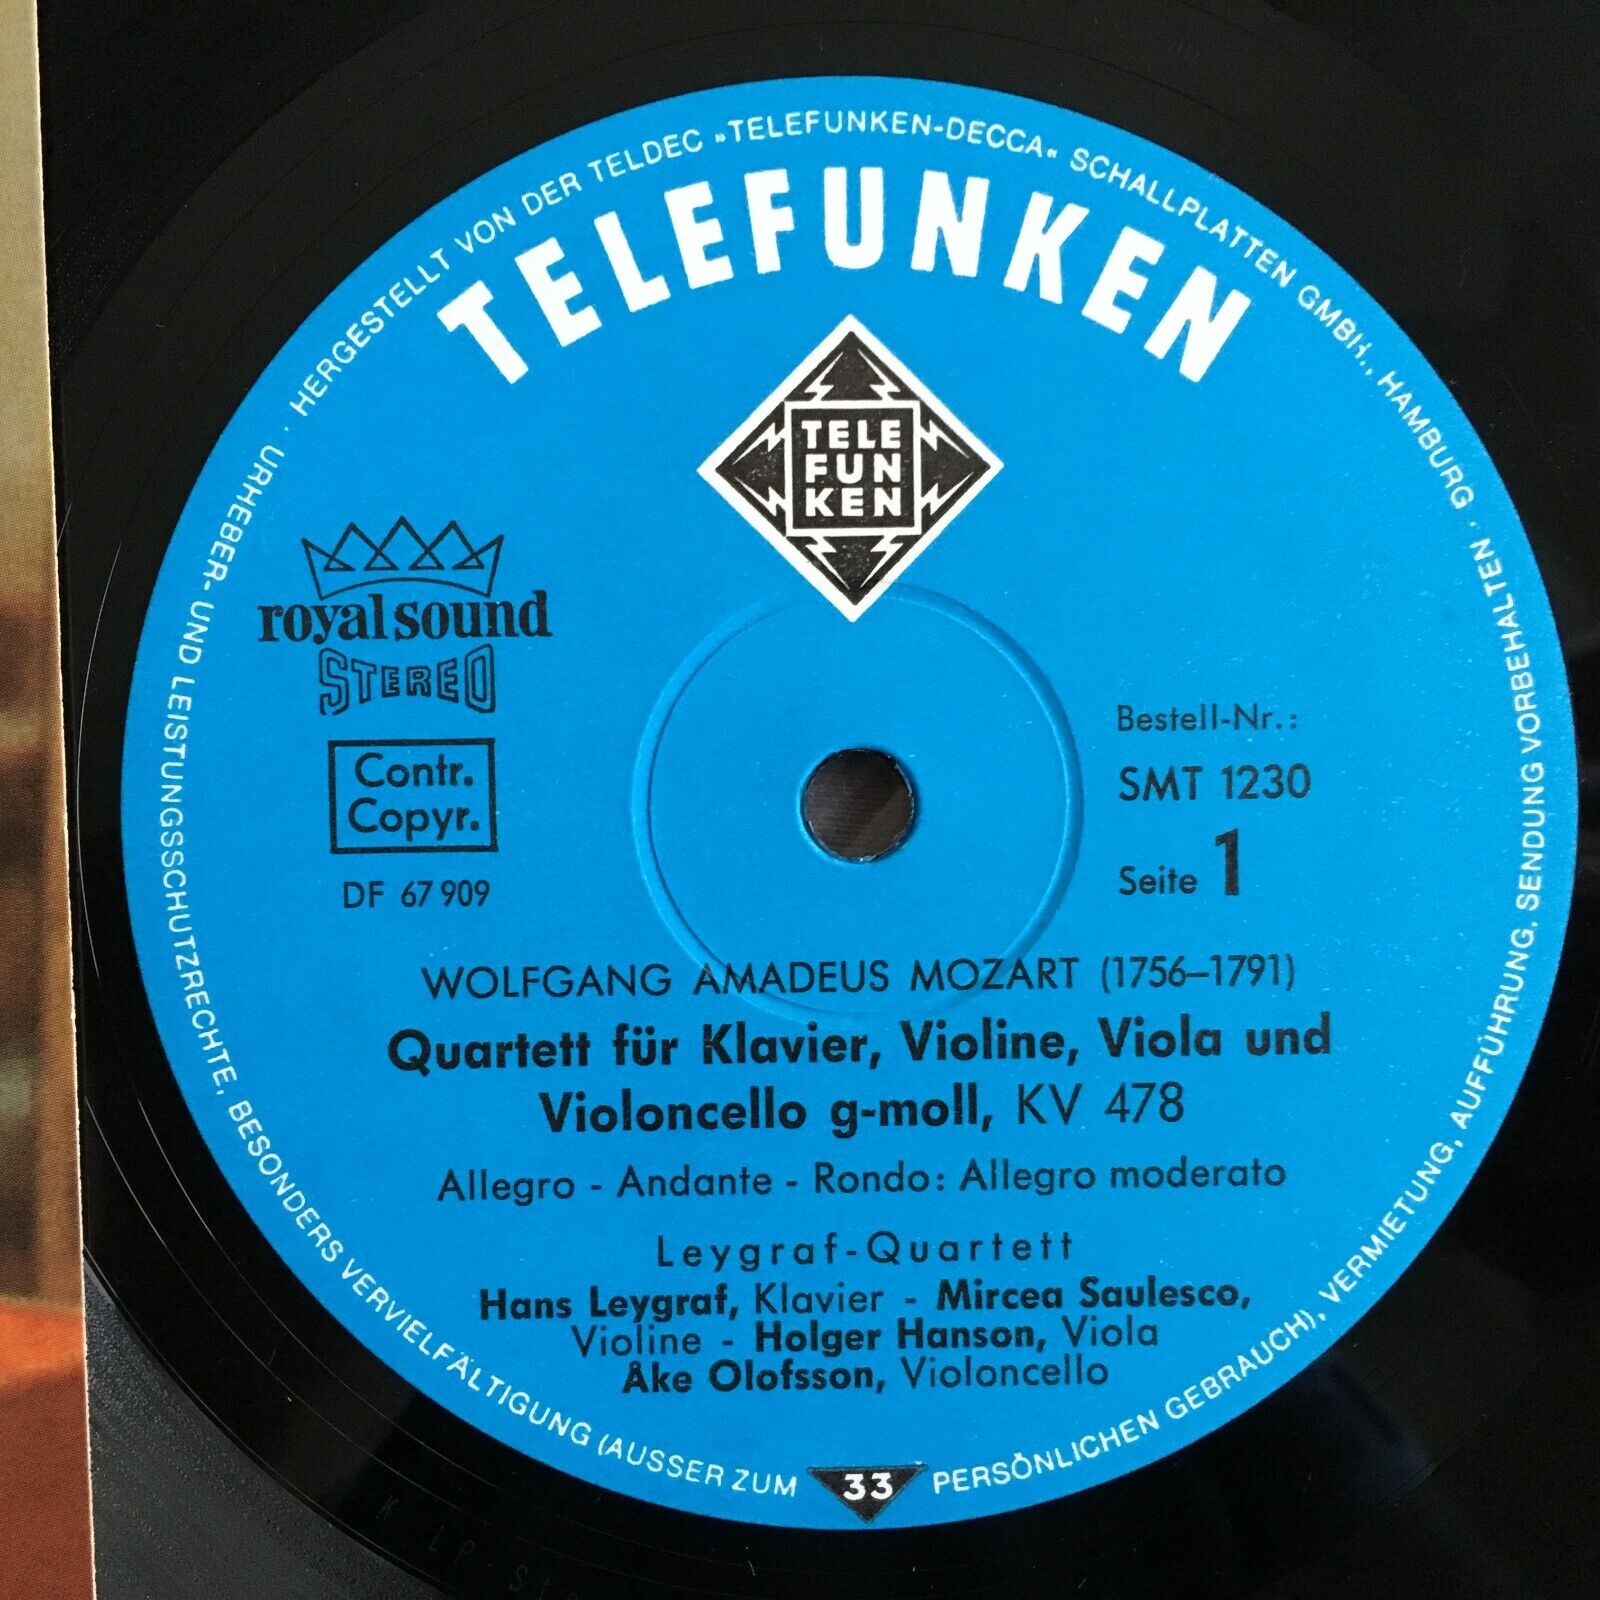 HERGESTELLT VON DER TELDEC »TELEFUNKEN-DECCA« SCHALLPLATTEN GMBH., HAMBURG · URHEBER- UND LEISTUNGSSCHUTZRECHTE, BESONDERS VERVIELFÄLTIGUNG (AUSSER ZUM PERSÖNLICHEN GEBRAUCH), VERMIETUNG, AUFFÜHRUNG, SENDUNG VORBEHALTEN ·
TELEFUNKEN
TELE
FUN
KEN
royal sound
STEREO
Contr.
Copyr.
DF 67 909
Bestell-Nr.:
SMT 1230
Seite 1
WOLFGANG AMADEUS MOZART (1756–1791)
Quartett für Klavier, Violine, Viola und
Violoncello g-moll, KV 478
Allegro - Andante - Rondo: Allegro moderato
Leygraf-Quartett
Hans Leygraf, Klavier - Mircea Saulesco,
Violine - Holger Hanson, Viola
Åke Olofsson, Violoncello
33